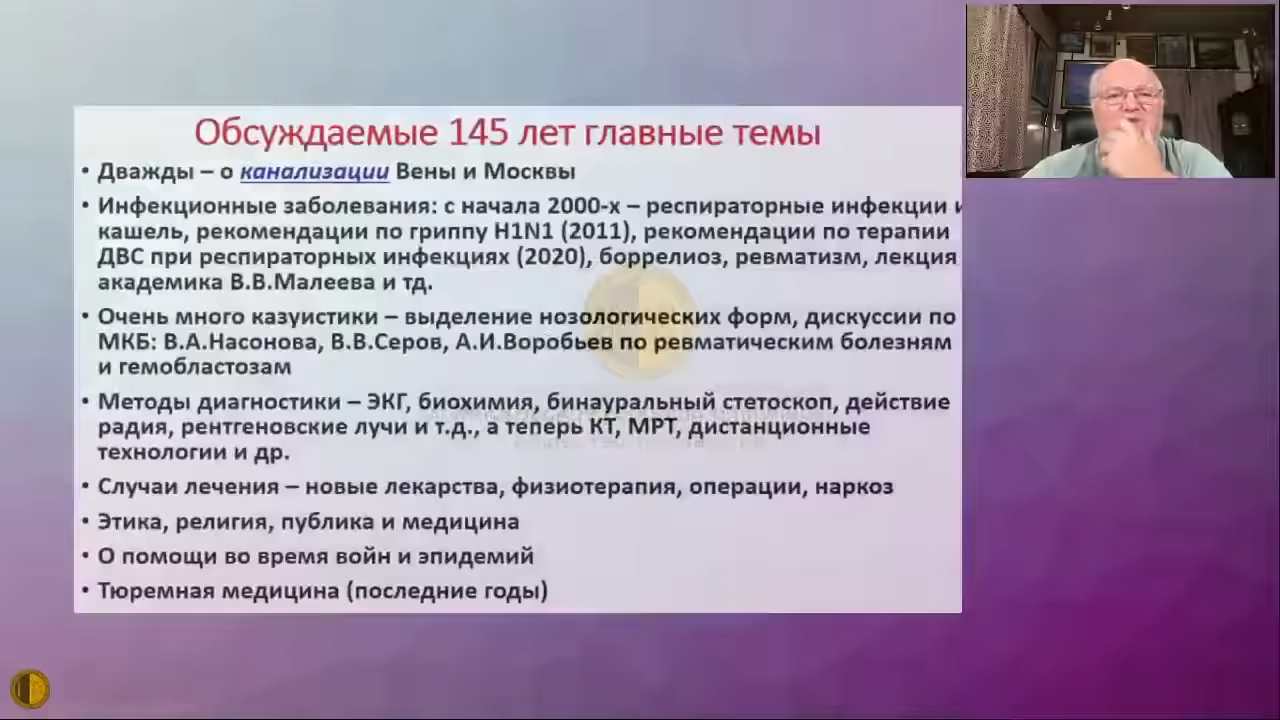 Обсуждаемые 145 лет главные темы
• Дважды – о канализации Вены и Москвы
• Инфекционные заболевания: с начала 2000-х – респираторные инфекции и
кашель, рекомендации по гриппу H1N1 (2011), рекомендации по терапии
ДВС при респираторных инфекциях (2020), боррелиоз, ревматизм, лекция
академика В.В.Малеева и тд.
• Очень много казуистики – выделение нозологических форм, дискуссии по
МКБ: В.А.Насонова, В.В.Серов, А.И.Воробьев по ревматическим болезням
и гемобластозам
• Методы диагностики – ЭКГ, биохимия, бинауральный стетоскоп, действие
радия, рентгеновские лучи и т.д., а теперь КТ, МРТ, дистанционные
технологии и др.
• Случаи лечения – новые лекарства, физиотерапия, операции, наркоз
• Этика, религия, публика и медицина
• О помощи во время войн и эпидемий
• Тюремная медицина (последние годы)